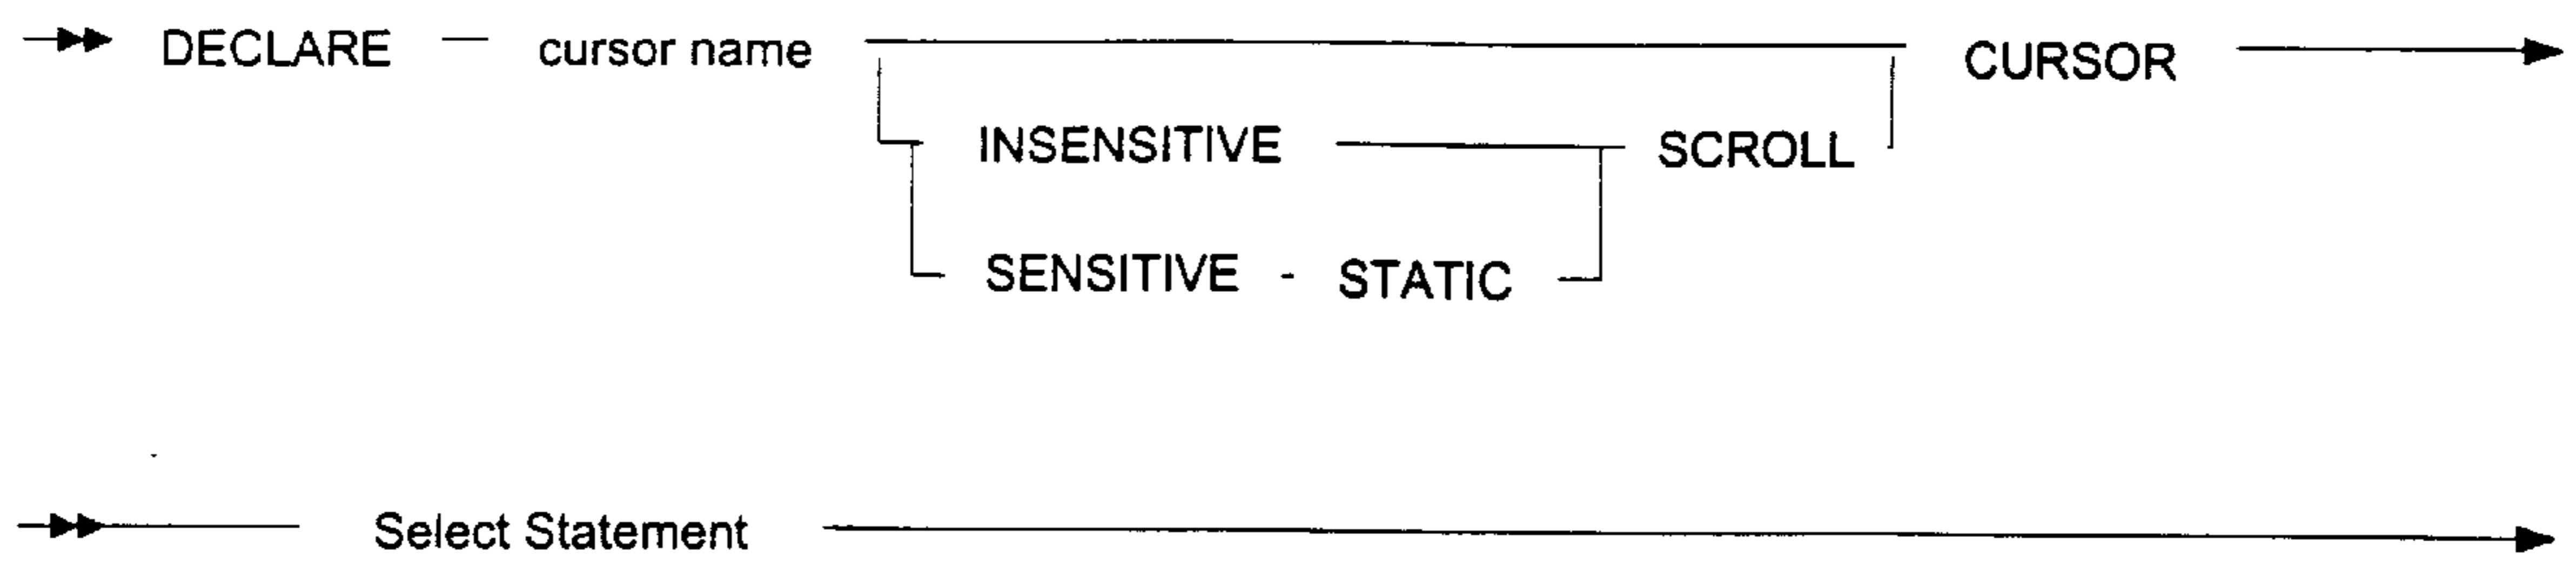 DECLARE cursor name CURSOR
INSENSITIVE SCROLL
SENSITIVE - STATIC
Select Statement